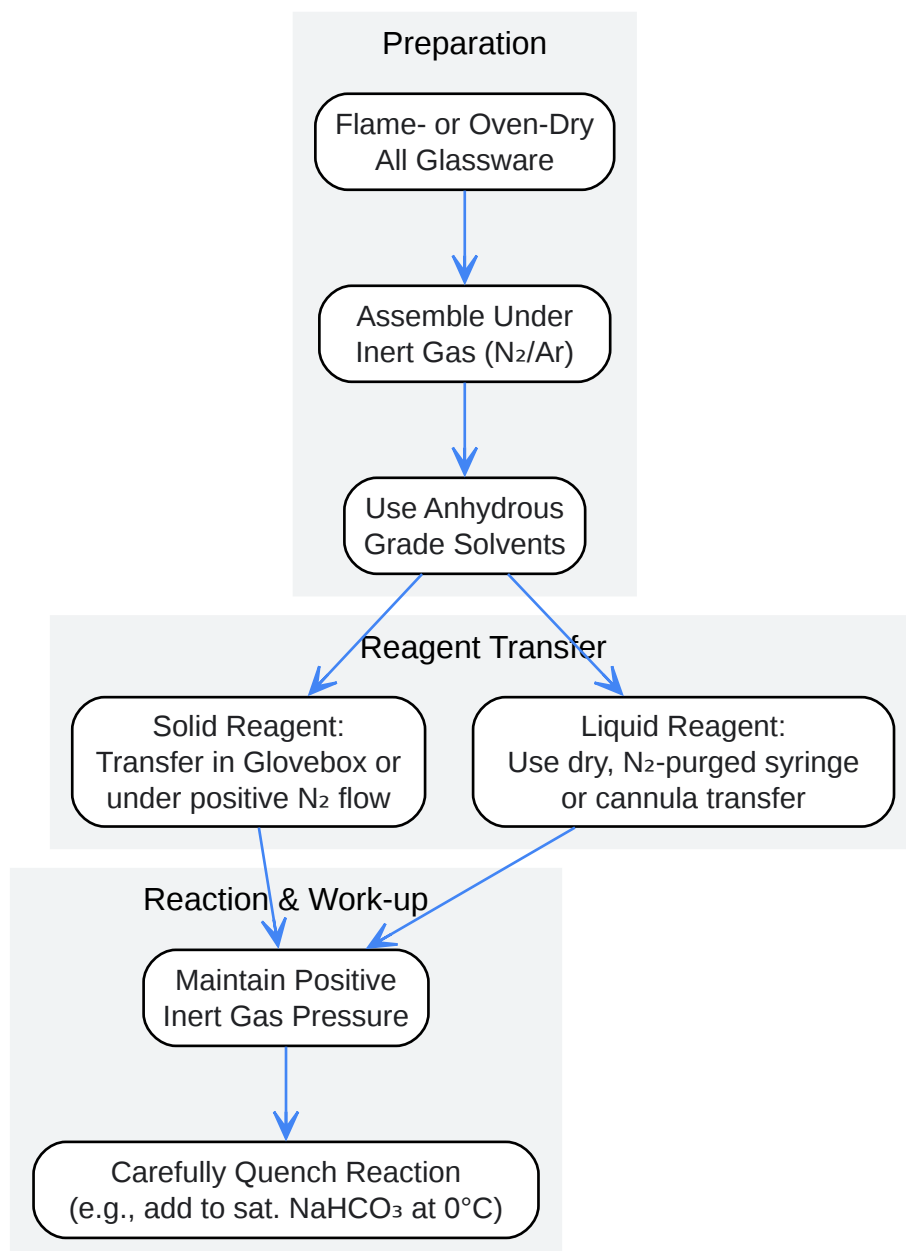 Preparation
Flame- or Oven-Dry
All Glassware
Assemble Under
Inert Gas (N₂/Ar)
Use Anhydrous
Grade Solvents
Reagent Transfer
Solid Reagent:
Transfer in Glovebox or
under positive N₂ flow
Liquid Reagent:
Use dry, N₂-purged syringe
or cannula transfer
Reaction & Work-up
Maintain Positive
Inert Gas Pressure
Carefully Quench Reaction
(e.g., add to sat. NaHCO₃ at 0°C)